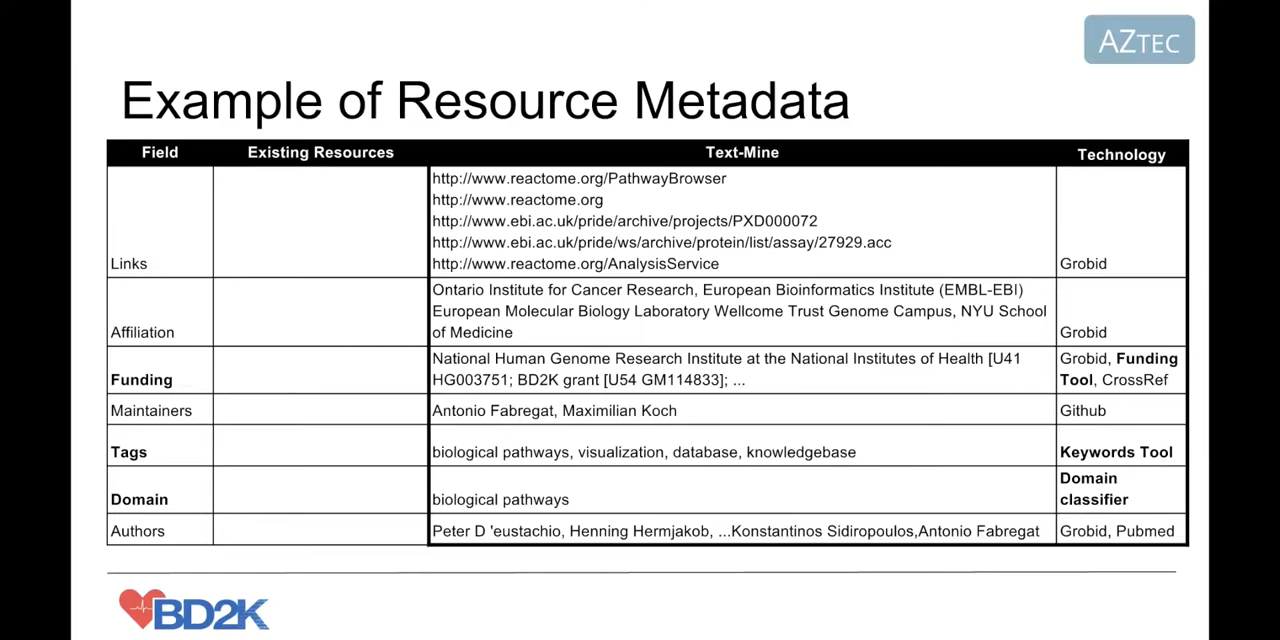 AZTEC
Example of Resource Metadata
Field Existing Resources Text-Mine Technology
http://www.reactome.org/PathwayBrowser
http://www.reactome.org
http://www.ebi.ac.uk/pride/archive/projects/PXD000072
http://www.ebi.ac.uk/pride/ws/archive/protein/list/assay/27929.acc
Links http://www.reactome.org/AnalysisService Grobid
Ontario Institute for Cancer Research, European Bioinformatics Institute (EMBL-EBI)
European Molecular Biology Laboratory Wellcome Trust Genome Campus, NYU School
Affiliation of Medicine Grobid
National Human Genome Research Institute at the National Institutes of Health [U41 Grobid, Funding
Funding HG003751; BD2K grant [U54 GM114833]; ... Tool, CrossRef
Maintainers Antonio Fabregat, Maximilian Koch Github
Tags biological pathways, visualization, database, knowledgebase Keywords Tool
Domain
Domain biological pathways classifier
Authors Peter D 'eustachio, Henning Hermjakob, ...Konstantinos Sidiropoulos,Antonio Fabregat Grobid, Pubmed
BD2K